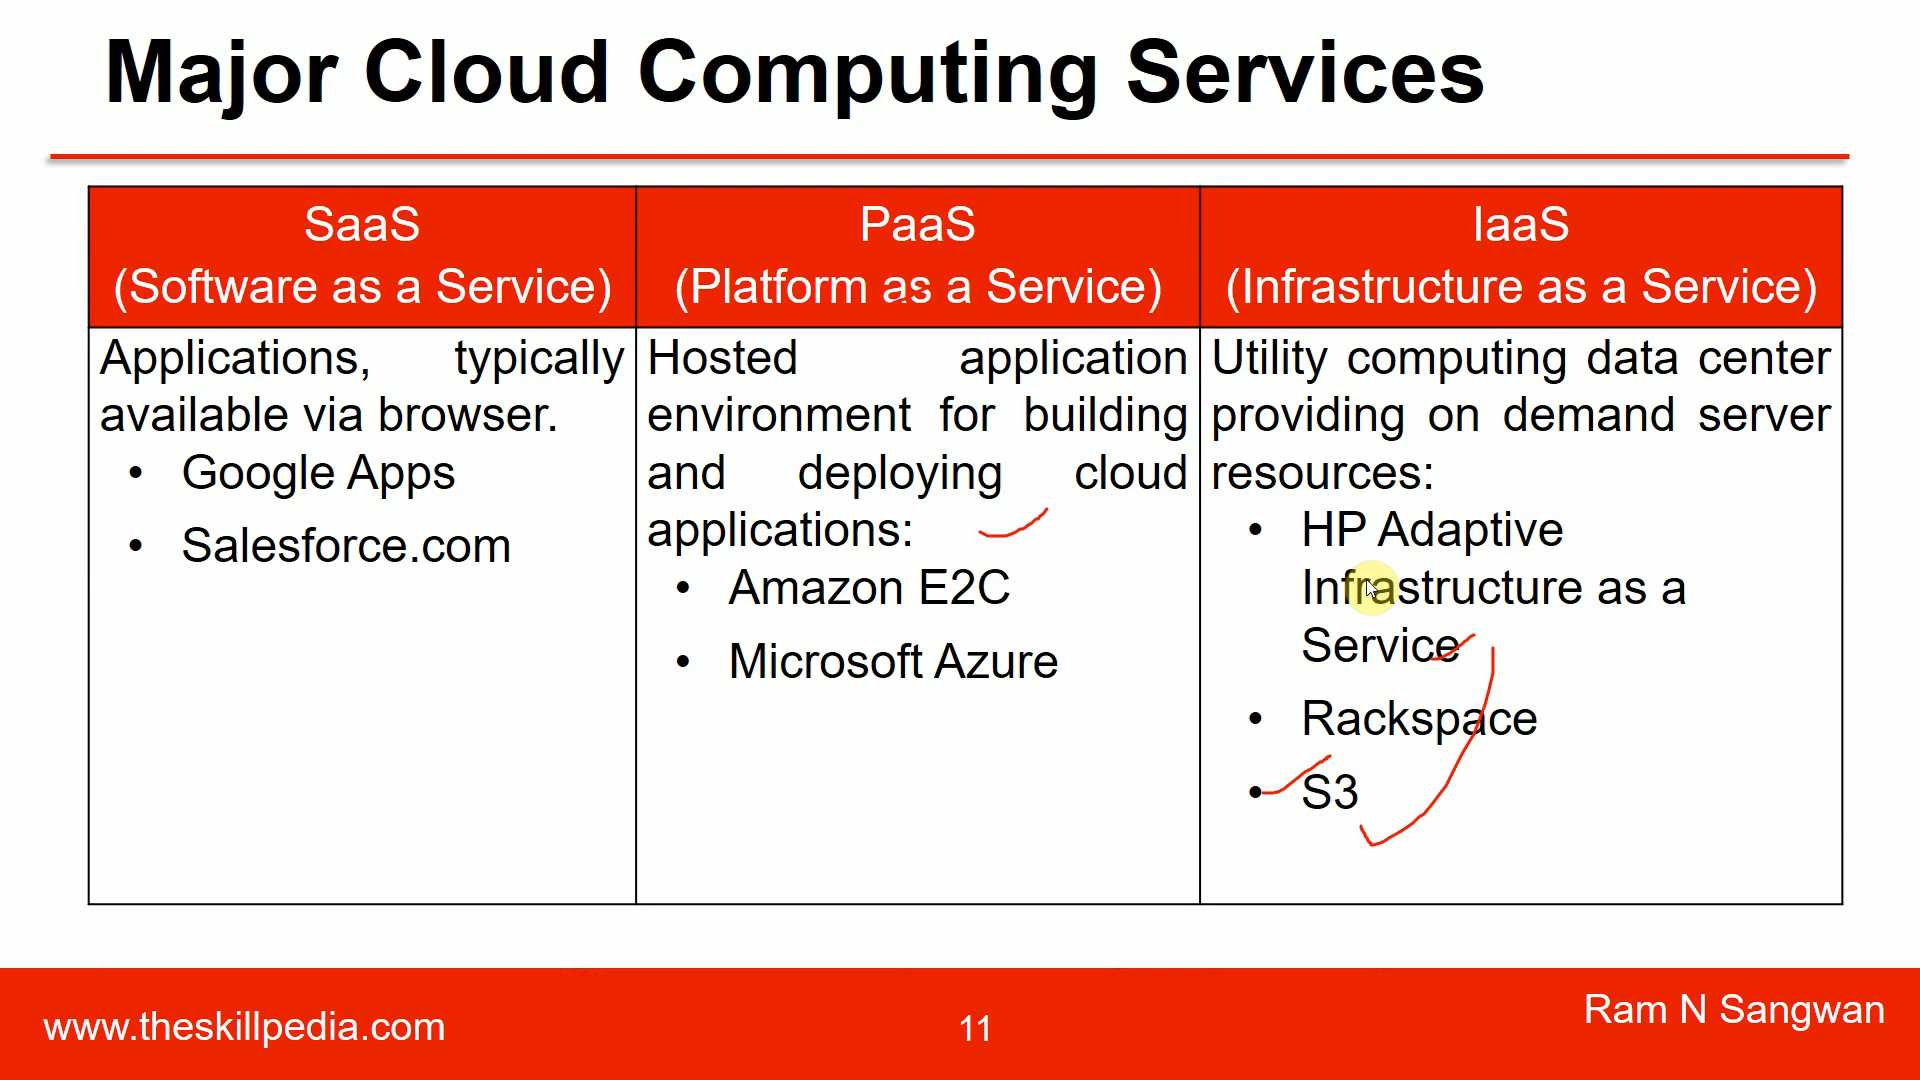 Major Cloud Computing Services
SaaS
(Software as a Service)
Applications, typically
available via browser.
• Google Apps
• Salesforce.com
PaaS
(Platform as a Service)
Hosted application
environment for building
and deploying cloud
applications:
• Amazon E2C
• Microsoft Azure
IaaS
(Infrastructure as a Service)
Utility computing data center
providing on demand server
resources:
• HP Adaptive
Infrastructure as a
Service
• Rackspace
• S3
www.theskillpedia.com
11
Ram N Sangwan